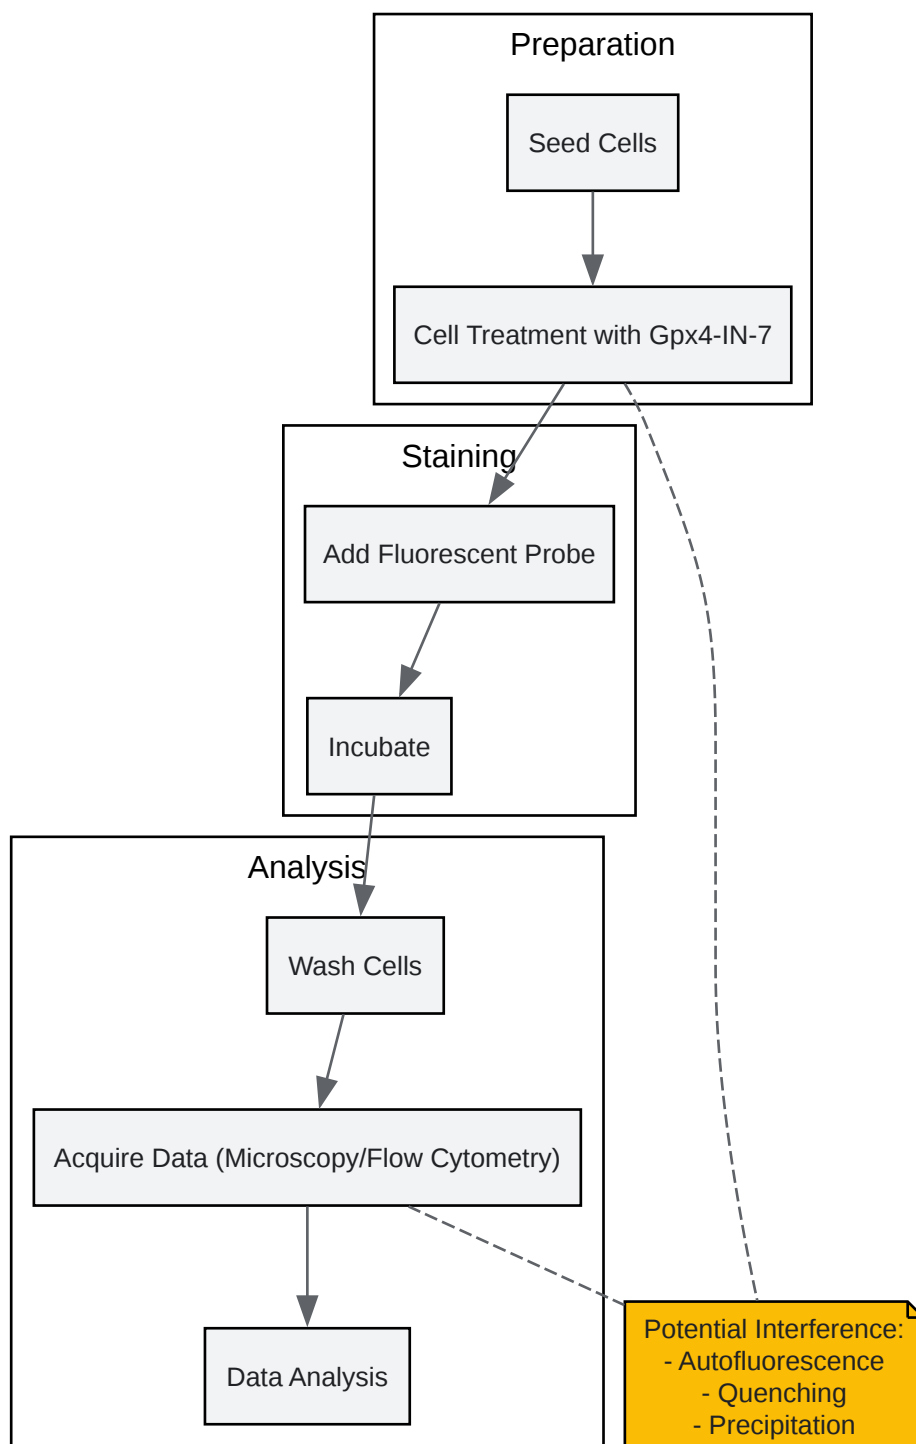 Preparation
Seed Cells
Cell Treatment with Gpx4-IN-7
Staining
Add Fluorescent Probe
Incubate
Analysis
Wash Cells
Acquire Data (Microscopy/Flow Cytometry)
Data Analysis
Potential Interference:
- Autofluorescence
- Quenching
- Precipitation